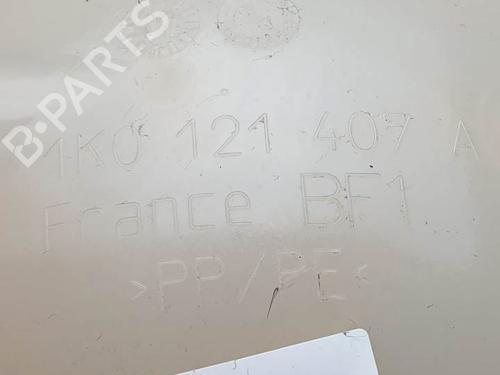 B-PARTS
1K0 121 407 A
France BF1
>PP/PE<